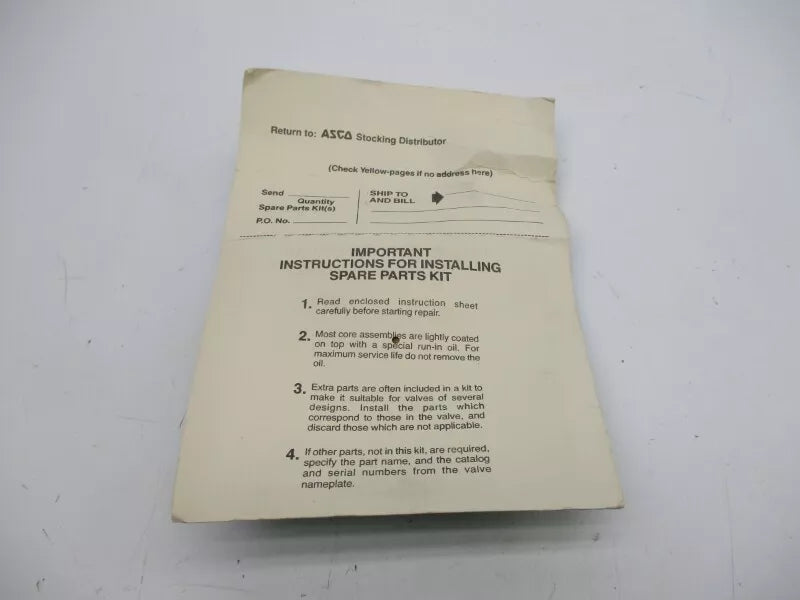 Return to: ASCO Stocking Distributor
(Check Yellow-pages if no address here)
Send
Quantity
Spare Parts Kit(s)
P.O. No.
SHIP TO
AND BILL
IMPORTANT
INSTRUCTIONS FOR INSTALLING
SPARE PARTS KIT
1. Read enclosed instruction sheet
carefully before starting repair.
2. Most core assemblies are lightly coated
on top with a special run-in oil. For
maximum service life do not remove the
oil.
3. Extra parts are often included in a kit to
make it suitable for valves of several
designs. Install the parts which
correspond to those in the valve, and
discard those which are not applicable.
4. If other parts, not in this kit, are required,
specify the part name, and the catalog
and serial numbers from the valve
nameplate.